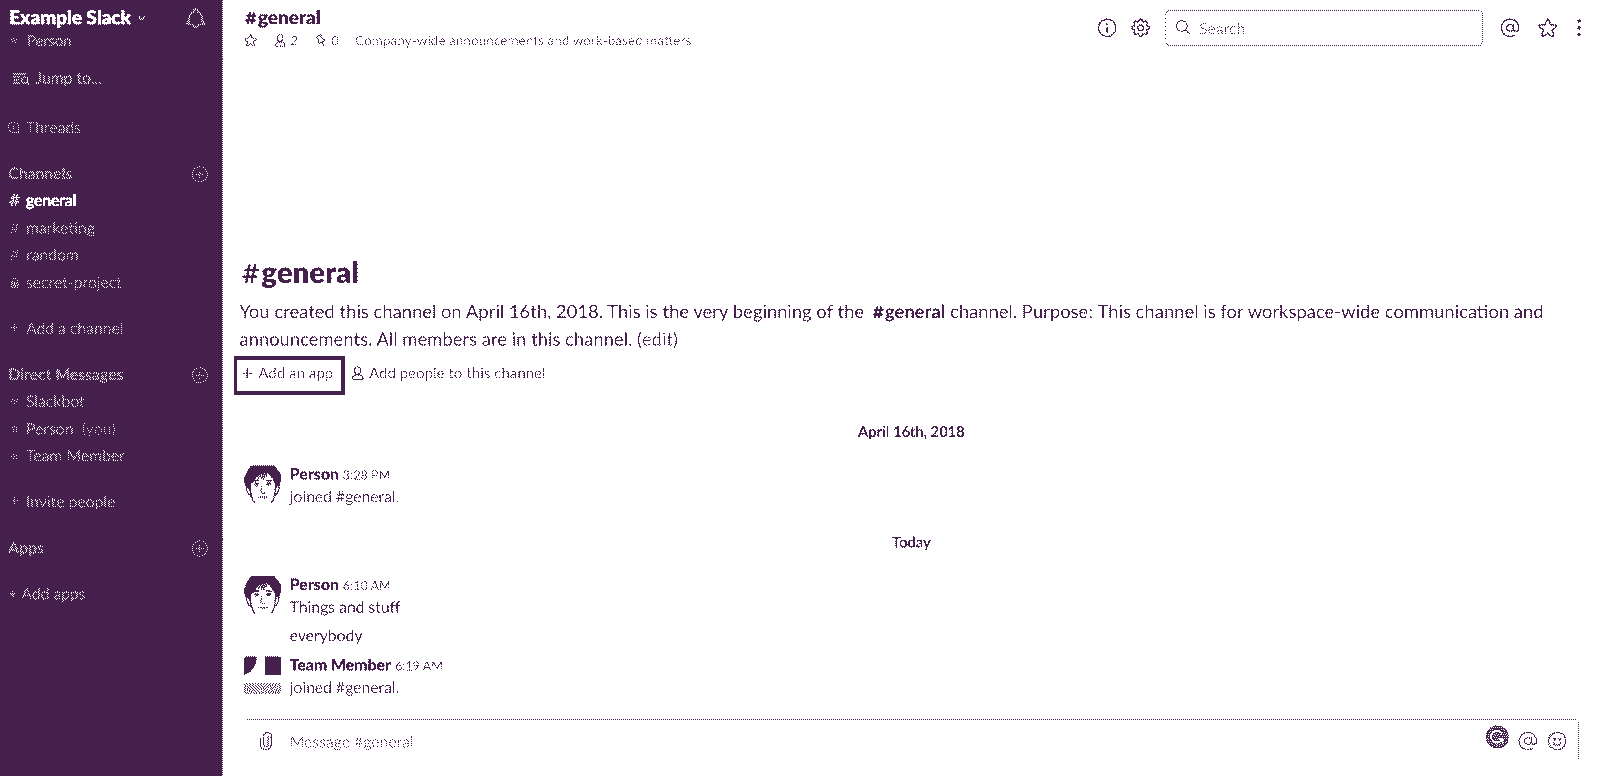 Example Slack
Person
Jump to...
Threads
Channels
# general
# marketing
# random
secret-project
+ Add a channel
Direct Messages
Slackbot
Person (you)
Team Member
+ Invite people
Apps
+ Add apps
#general
2 0 Company-wide announcements and work-based matters
Search
#general
You created this channel on April 16th, 2018. This is the very beginning of the #general channel. Purpose: This channel is for workspace-wide communication and
announcements. All members are in this channel. (edit)
+ Add an app Add people to this channel
April 16th, 2018
Person 3:28 PM
joined #general.
Today
Person 6:10 AM
Things and stuff
everybody
Team Member 6:19 AM
joined #general.
Message #general